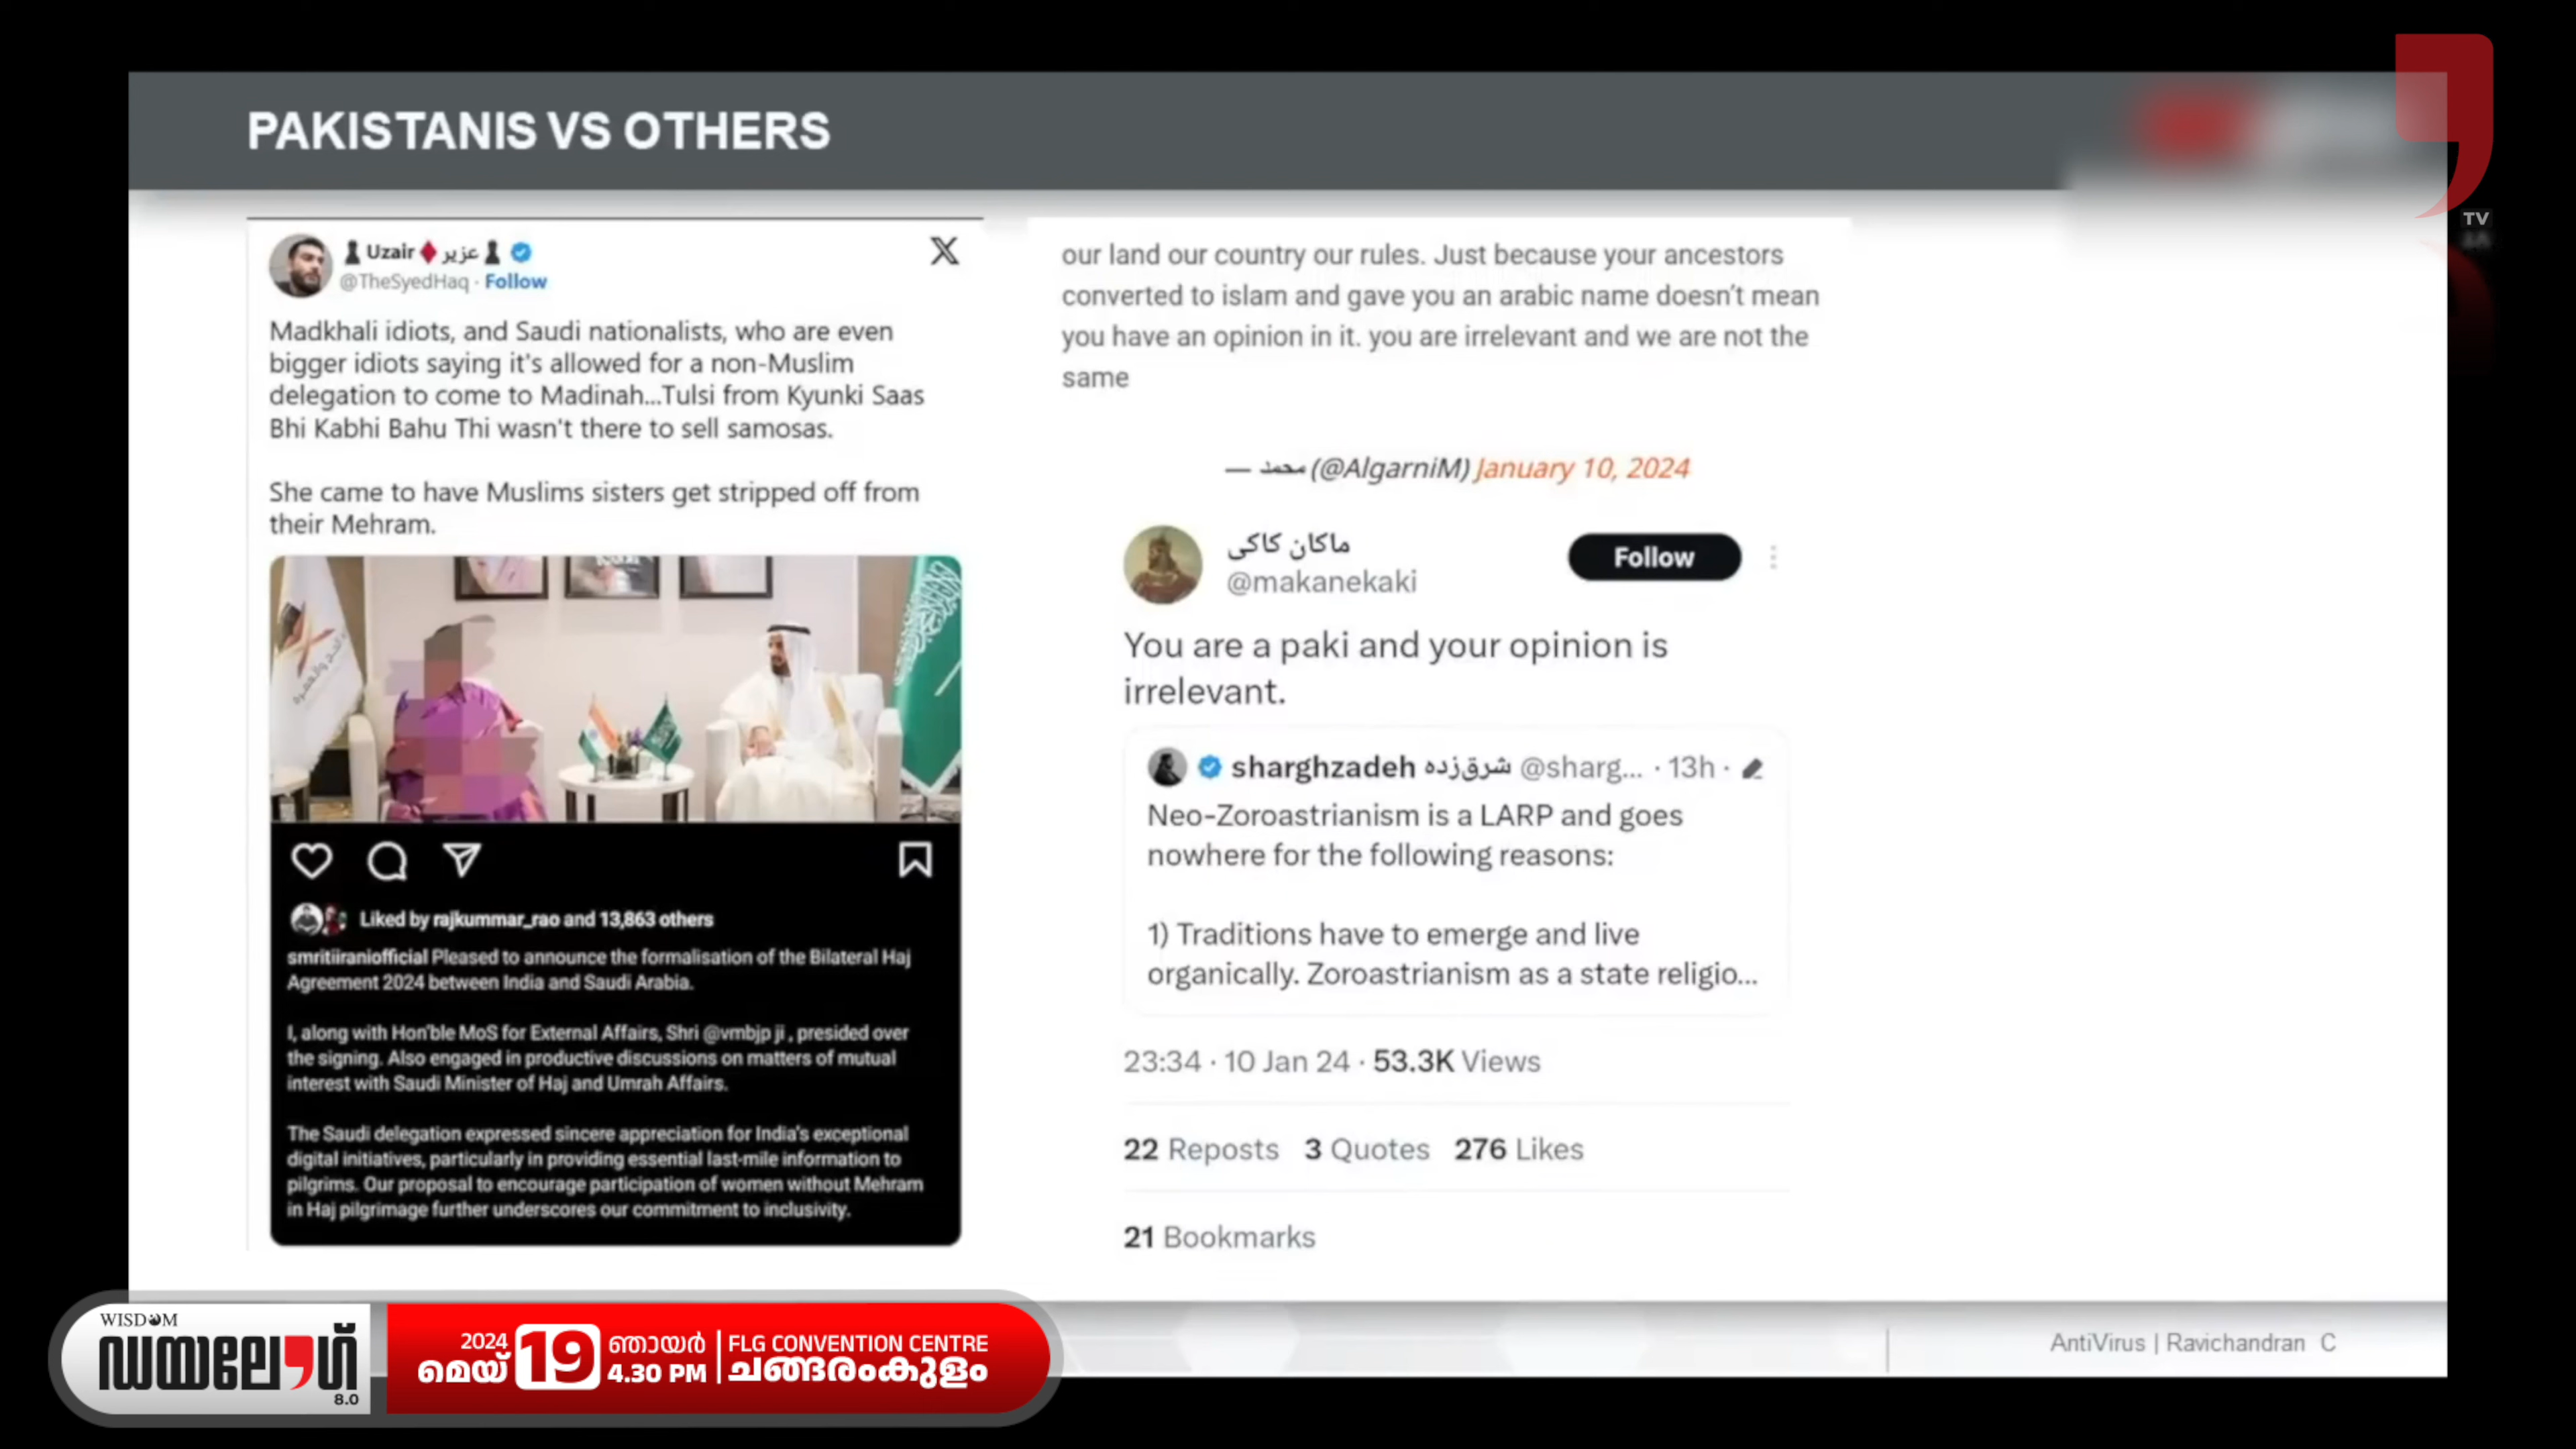 TV
PAKISTANIS VS OTHERS
Uzair عزير
@TheSyedHaq · Follow
Madkhali idiots, and Saudi nationalists, who are even
bigger idiots saying it's allowed for a non-Muslim
delegation to come to Madinah...Tulsi from Kyunki Saas
Bhi Kabhi Bahu Thi wasn't there to sell samosas.
She came to have Muslims sisters get stripped off from
their Mehram.
Liked by rajkummar_rao and 13,863 others
smritiiraniofficial Pleased to announce the formalisation of the Bilateral Haj
Agreement 2024 between India and Saudi Arabia.
I, along with Hon'ble MoS for External Affairs, Shri @vmbjp ji , presided over
the signing. Also engaged in productive discussions on matters of mutual
interest with Saudi Minister of Haj and Umrah Affairs.
The Saudi delegation expressed sincere appreciation for India's exceptional
digital initiatives, particularly in providing essential last-mile information to
pilgrims. Our proposal to encourage participation of women without Mehram
in Haj pilgrimage further underscores our commitment to inclusivity.
our land our country our rules. Just because your ancestors
converted to islam and gave you an arabic name doesn't mean
you have an opinion in it. you are irrelevant and we are not the
same
— محمد (@AlgarniM) January 10, 2024
ماکان کاکی
@makanekaki
Follow
You are a paki and your opinion is
irrelevant.
sharghzadeh شرق‌زده @sharg... · 13h ·
Neo-Zoroastrianism is a LARP and goes
nowhere for the following reasons:
1) Traditions have to emerge and live
organically. Zoroastrianism as a state religio...
23:34 · 10 Jan 24 · 53.3K Views
22 Reposts 3 Quotes 276 Likes
21 Bookmarks
AntiVirus | Ravichandran C
WISDOM
ഡയലോഗ്
8.0
2024
മെയ് 19
ഞായർ
4.30 PM
FLG CONVENTION CENTRE
ചങ്ങരംകുളം